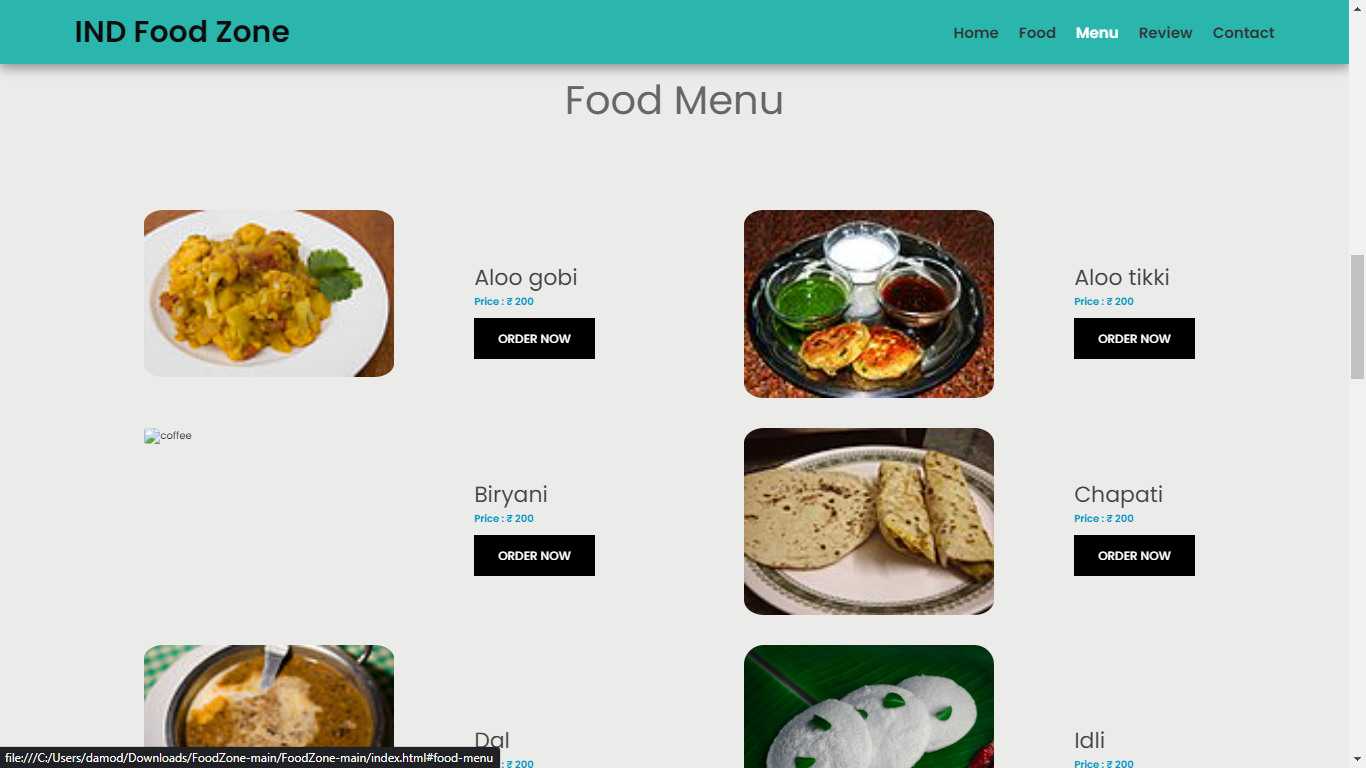 IND Food Zone
Home Food Menu Review Contact
Food Menu
Aloo gobi
Price : ₹ 200
ORDER NOW
Aloo tikki
Price : ₹ 200
ORDER NOW
coffee
Biryani
Price : ₹ 200
ORDER NOW
Chapati
Price : ₹ 200
ORDER NOW
Dal
: ₹ 200
Idli
Price : ₹ 200
file:///C:/Users/damod/Downloads/FoodZone-main/FoodZone-main/index.html#food-menu